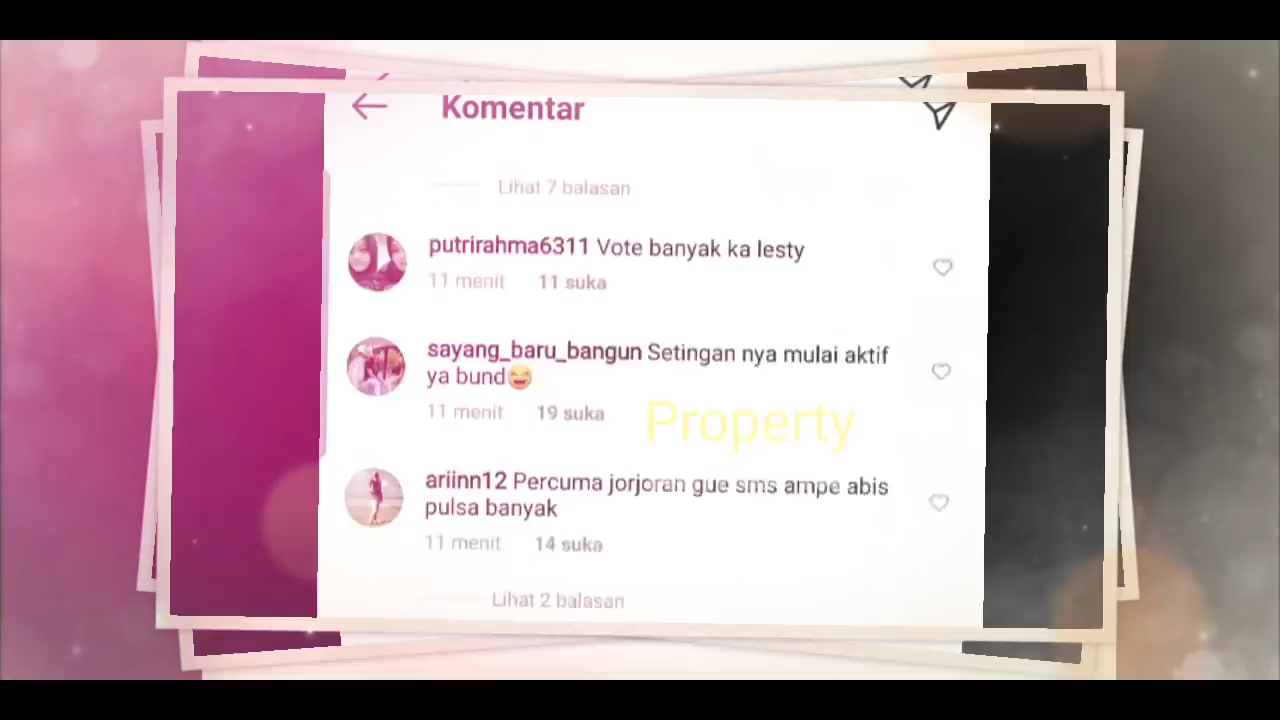 Komentar
Lihat 7 balasan
putrirahma6311 Vote banyak ka lesty
11 menit 11 suka
sayang_baru_bangun Setingan nya mulai aktif
ya bund😆
11 menit 19 suka
Property
ariinn12 Percuma jorjoran gue sms ampe abis
pulsa banyak
11 menit 14 suka
Lihat 2 balasan